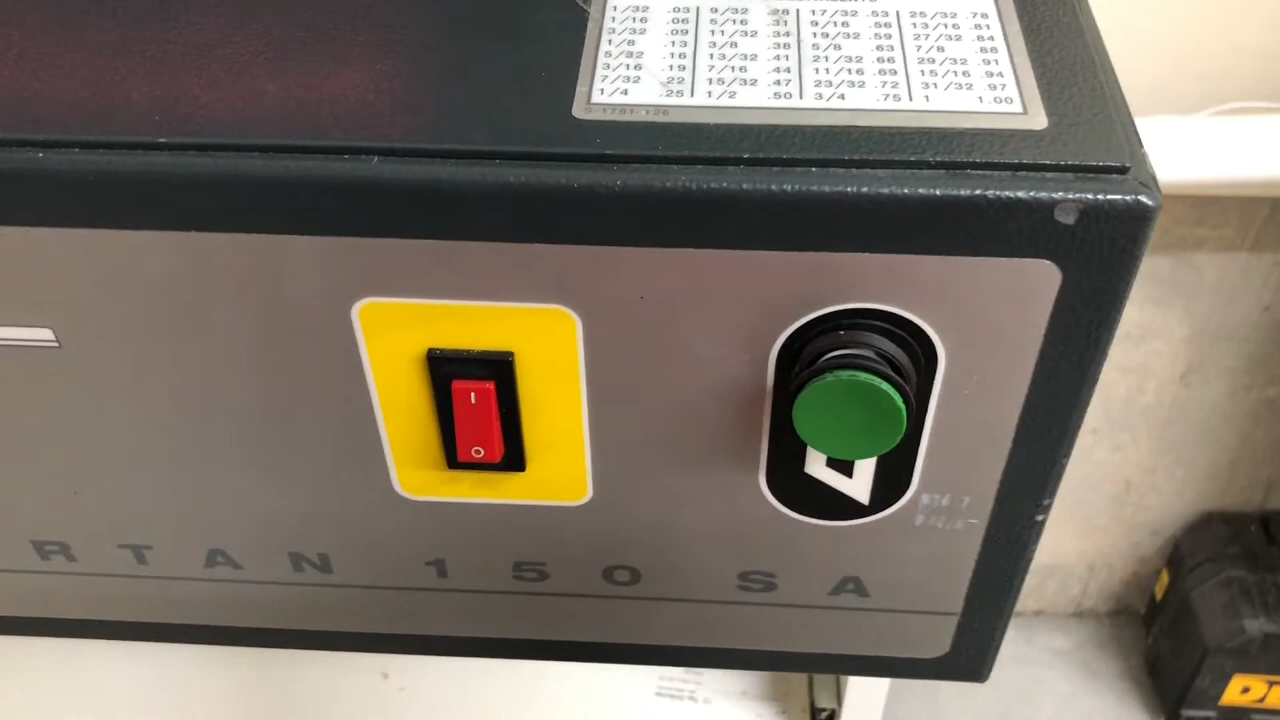 1/32 .03 9/32 .28 17/32 .53 25/32 .78
1/16 .06 5/16 .31 9/16 .56 13/16 .81
3/32 .09 11/32 .34 19/32 .59 27/32 .84
1/8 .13 3/8 .38 5/8 .63 7/8 .88
5/32 .16 13/32 .41 21/32 .66 29/32 .91
3/16 .19 7/16 .44 11/16 .69 15/16 .94
7/32 .22 15/32 .47 23/32 .72 31/32 .97
1/4 .25 1/2 .50 3/4 .75 1 1.00
S-1781-126
I
O
RTAN 150 SA